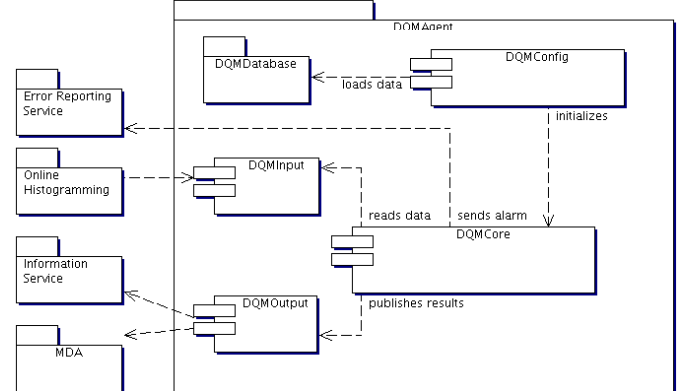 DQMAgent
DQMDatabase
DQMConfig
loads data
Error Reporting
Service
initializes
Online
Histogramming
DQMInput
reads data
sends alarm
DQMCore
Information
Service
DQMOutput
publishes results
MDA